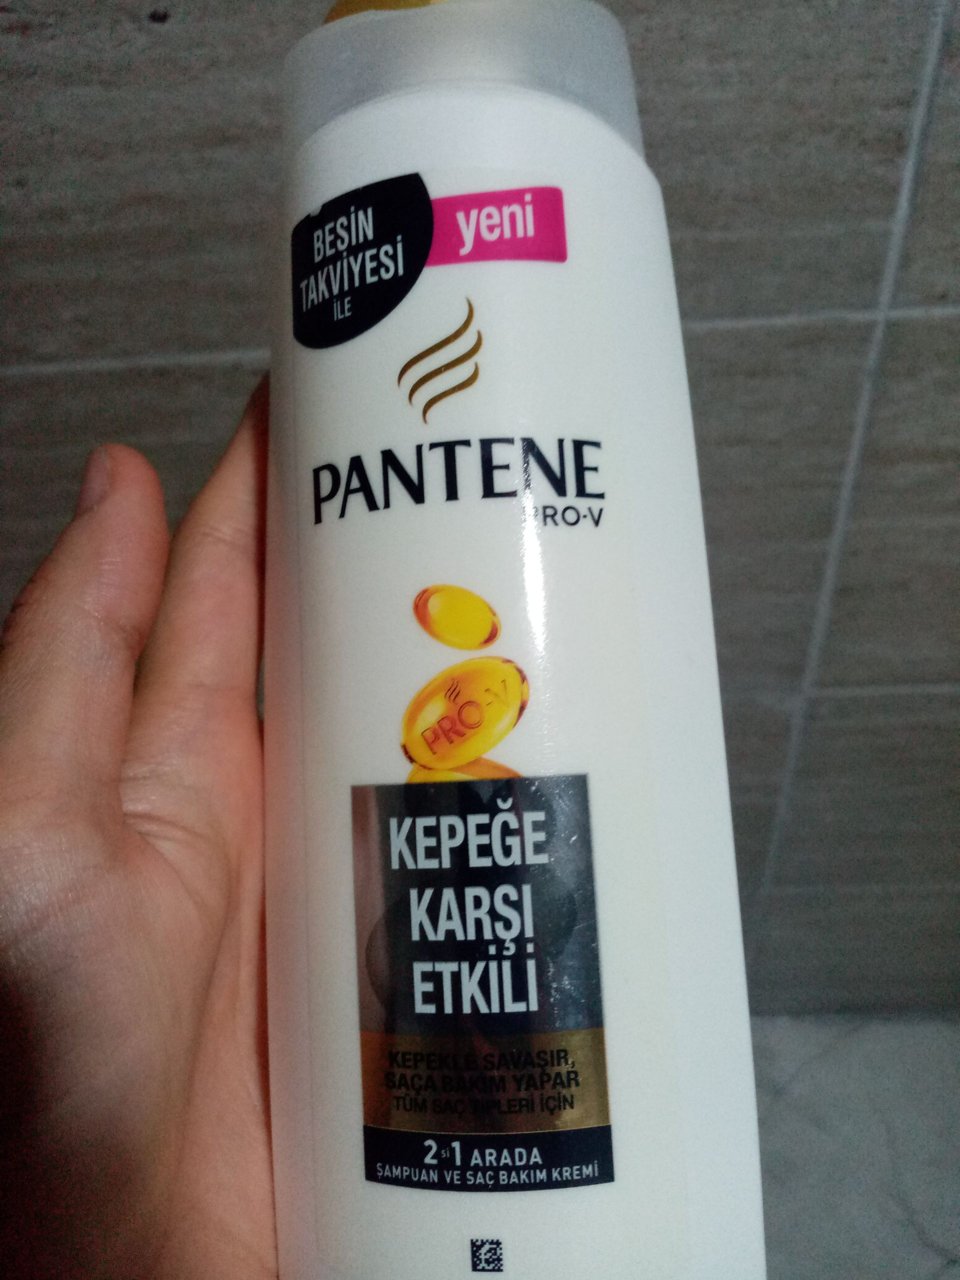 BESİN
TAKVİYESİ
İLE
yeni
PANTENE
PRO-V
PRO-V
KEPEĞE
KARŞI
ETKİLİ
KEPEKLE SAVAŞIR,
SAÇA BAKIM YAPAR
TÜM SAÇ TİPLERİ İÇİN
2si1 ARADA
ŞAMPUAN VE SAÇ BAKIM KREMİ